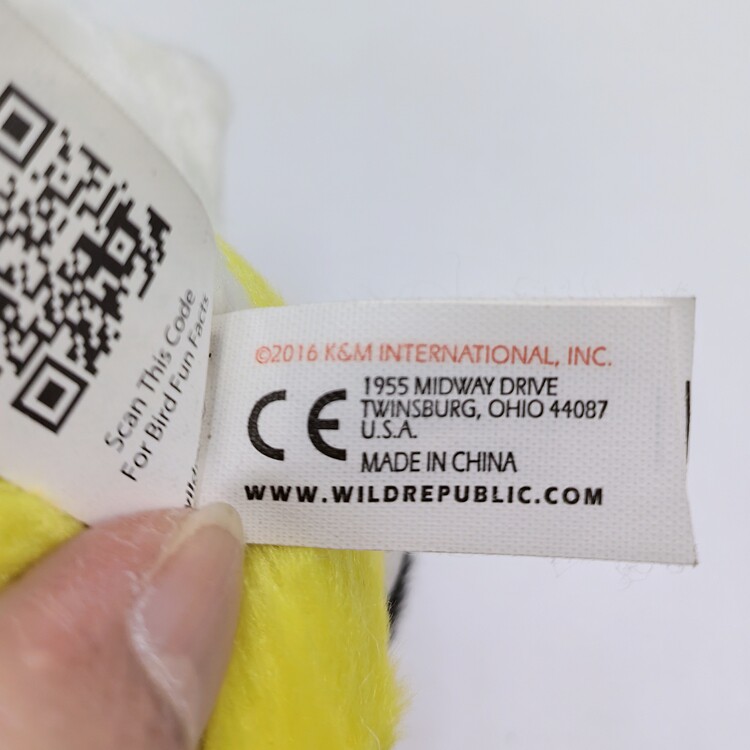 Scan This Code
For Bird Fun Facts
©2016 K&M INTERNATIONAL, INC.
CE
1955 MIDWAY DRIVE
TWINSBURG, OHIO 44087
U.S.A.
MADE IN CHINA
WWW.WILDREPUBLIC.COM